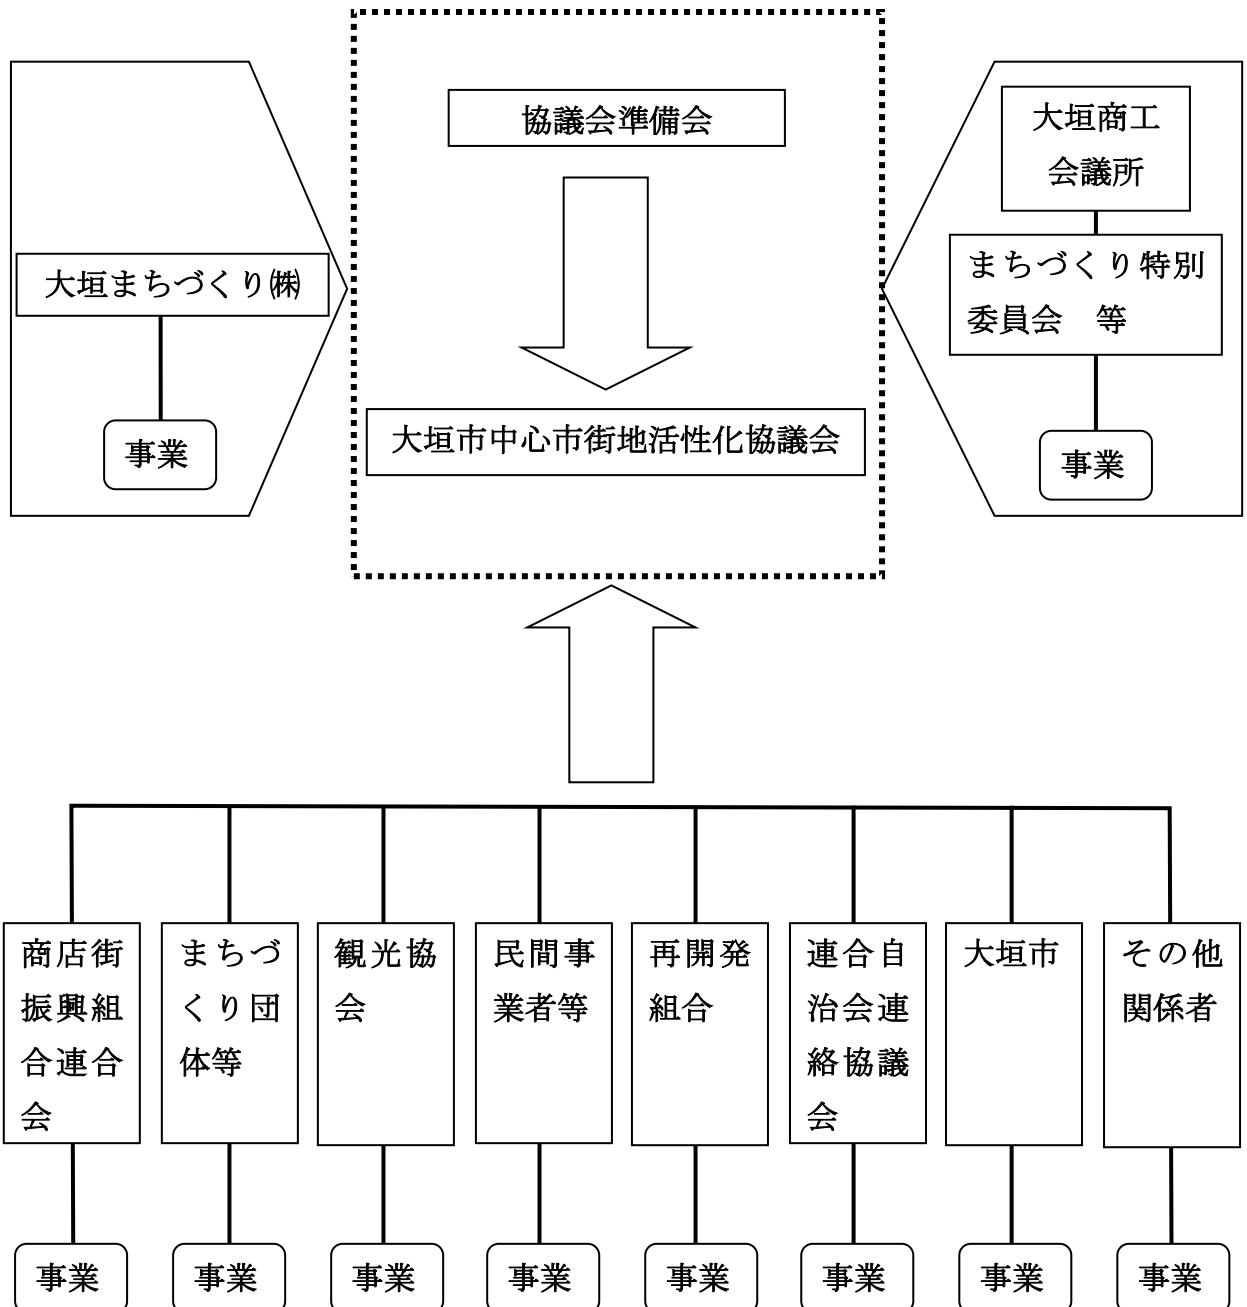 協議会準備会
大垣商工
会議所
大垣まちづくり㈱
まちづくり特別
委員会　等
大垣市中心市街地活性化協議会
事業
事業
商店街
振興組
合連合
会
まちづ
くり団
体等
観光協
会
民間事
業者等
再開発
組合
連合自
治会連
絡協議
会
大垣市
その他
関係者
事業
事業
事業
事業
事業
事業
事業
事業